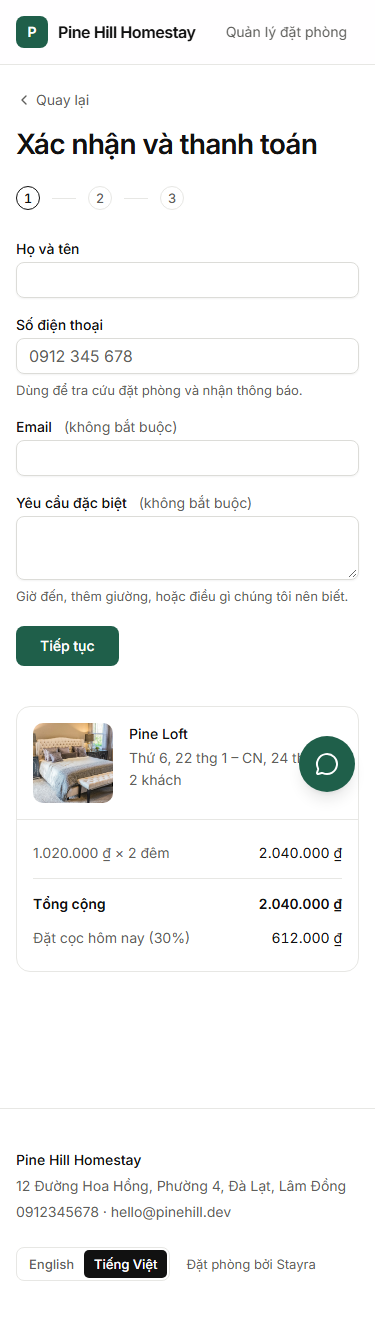 P Pine Hill Homestay Quản lý đặt phòng
Quay lại
Xác nhận và thanh toán
1 2 3
Họ và tên
Số điện thoại
0912 345 678
Dùng để tra cứu đặt phòng và nhận thông báo.
Email (không bắt buộc)
Yêu cầu đặc biệt (không bắt buộc)
Giờ đến, thêm giường, hoặc điều gì chúng tôi nên biết.
Tiếp tục
Pine Loft
Thứ 6, 22 thg 1 – CN, 24
2 khách
1.020.000 ₫ × 2 đêm 2.040.000 ₫
Tổng cộng 2.040.000 ₫
Đặt cọc hôm nay (30%) 612.000 ₫
Pine Hill Homestay
12 Đường Hoa Hồng, Phường 4, Đà Lạt, Lâm Đồng
0912345678 · hello@pinehill.dev
English Tiếng Việt Đặt phòng bởi Stayra